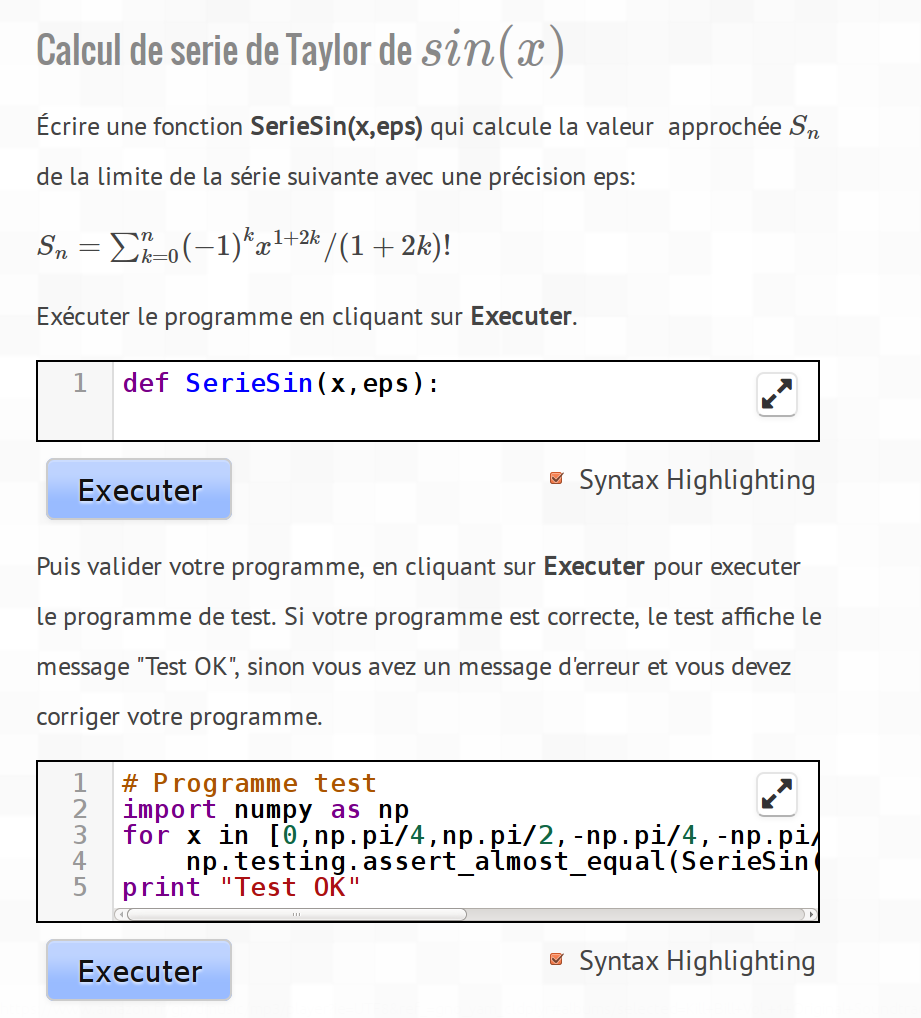 Calcul de serie de Taylor de sin(x)
Écrire une fonction SerieSin(x,eps) qui calcule la valeur approchée Sₙ
de la limite de la série suivante avec une précision eps:
Sₙ = ∑ⁿₖ₌₀(−1)ᵏx¹⁺²ᵏ/(1 + 2k)!
Exécuter le programme en cliquant sur Executer.
1 def SerieSin(x,eps):
Executer
Syntax Highlighting
Puis valider votre programme, en cliquant sur Executer pour executer
le programme de test. Si votre programme est correcte, le test affiche le
message "Test OK", sinon vous avez un message d'erreur et vous devez
corriger votre programme.
1 # Programme test
2 import numpy as np
3 for x in [0,np.pi/4,np.pi/2,-np.pi/4,-np.pi/
4 np.testing.assert_almost_equal(SerieSin(
5 print "Test OK"
Executer
Syntax Highlighting